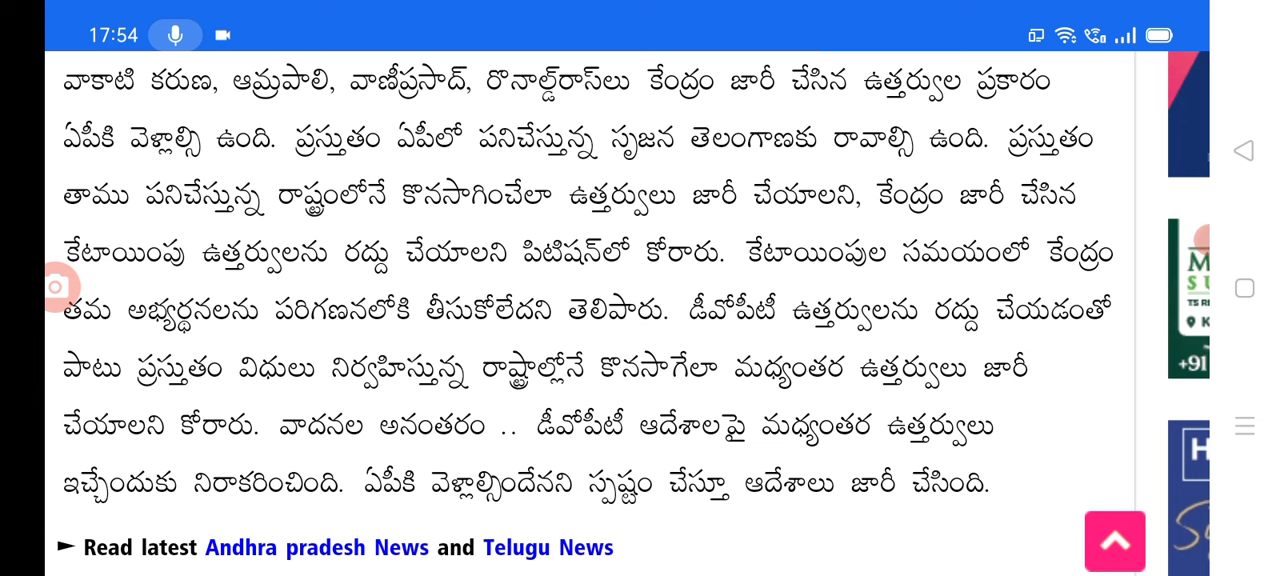 17:54
వాకాటి కరుణ, ఆమ్రపాలి, వాణీప్రసాద్, రొనాల్డ్‌రాస్‌లు కేంద్రం జారీ చేసిన ఉత్తర్వుల ప్రకారం
ఏపీకి వెళ్లాల్సి ఉంది. ప్రస్తుతం ఏపీలో పనిచేస్తున్న సృజన తెలంగాణకు రావాల్సి ఉంది. ప్రస్తుతం
తాము పనిచేస్తున్న రాష్ట్రంలోనే కొనసాగించేలా ఉత్తర్వులు జారీ చేయాలని, కేంద్రం జారీ చేసిన
కేటాయింపు ఉత్తర్వులను రద్దు చేయాలని పిటిషన్‌లో కోరారు. కేటాయింపుల సమయంలో కేంద్రం
తమ అభ్యర్థనలను పరిగణనలోకి తీసుకోలేదని తెలిపారు. డీవోపీటీ ఉత్తర్వులను రద్దు చేయడంతో
పాటు ప్రస్తుతం విధులు నిర్వహిస్తున్న రాష్ట్రాల్లోనే కొనసాగేలా మధ్యంతర ఉత్తర్వులు జారీ
చేయాలని కోరారు. వాదనల అనంతరం .. డీవోపీటీ ఆదేశాలపై మధ్యంతర ఉత్తర్వులు
ఇచ్చేందుకు నిరాకరించింది. ఏపీకి వెళ్లాల్సిందేనని స్పష్టం చేస్తూ ఆదేశాలు జారీ చేసింది.
► Read latest Andhra pradesh News and Telugu News
+91